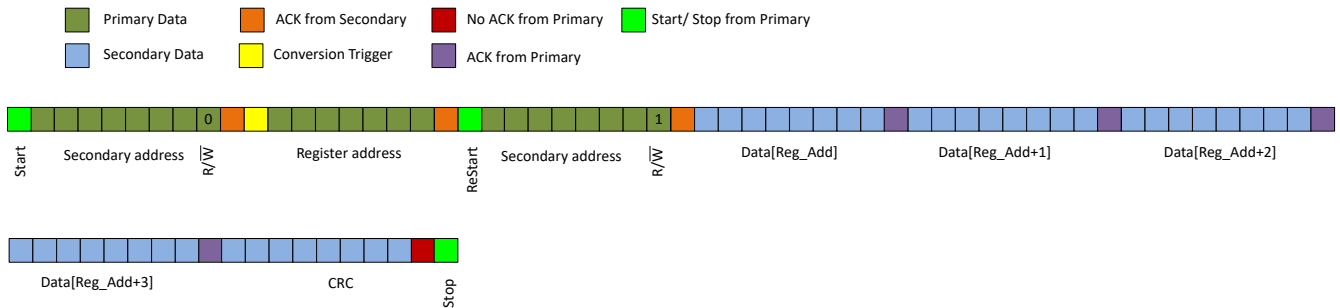 Primary Data
ACK from Secondary
No ACK from Primary
Start/ Stop from Primary
Secondary Data
Conversion Trigger
ACK from Primary
0
1
Start
Secondary address
R/W̅
Register address
ReStart
Secondary address
R/W̅
Data[Reg_Add]
Data[Reg_Add+1]
Data[Reg_Add+2]
Data[Reg_Add+3]
CRC
Stop